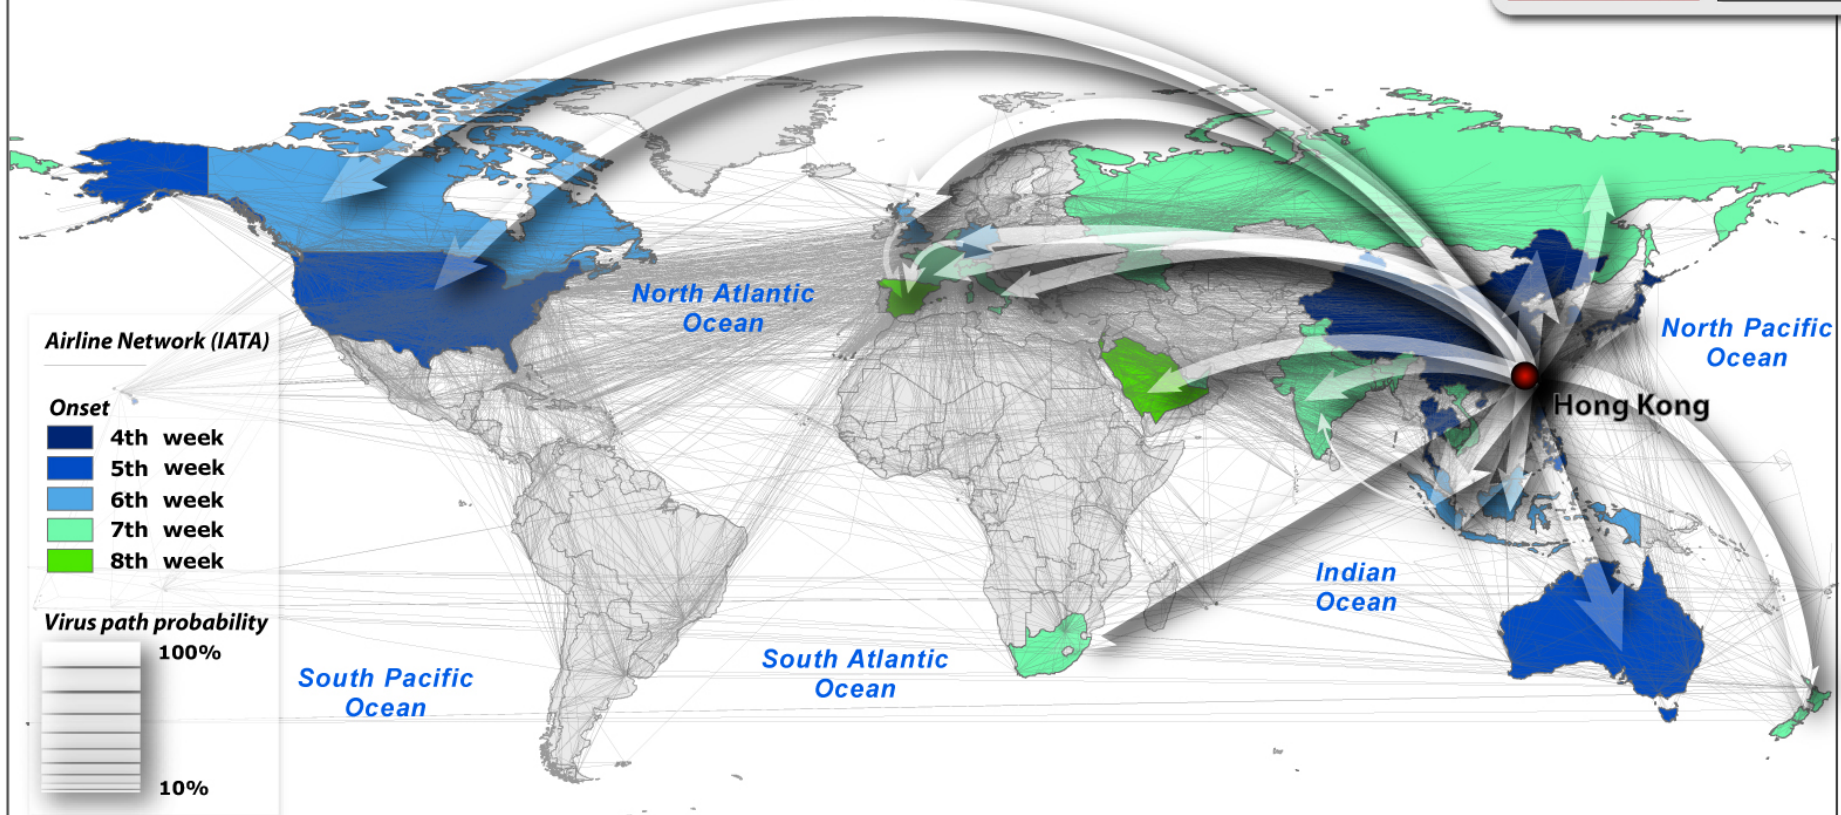 North Atlantic
Ocean
North Pacific
Ocean
Airline Network (IATA)
Hong Kong
Onset
4th week
5th week
6th week
7th week
8th week
Indian
Ocean
Virus path probability
100%
10%
South Atlantic
Ocean
South Pacific
Ocean